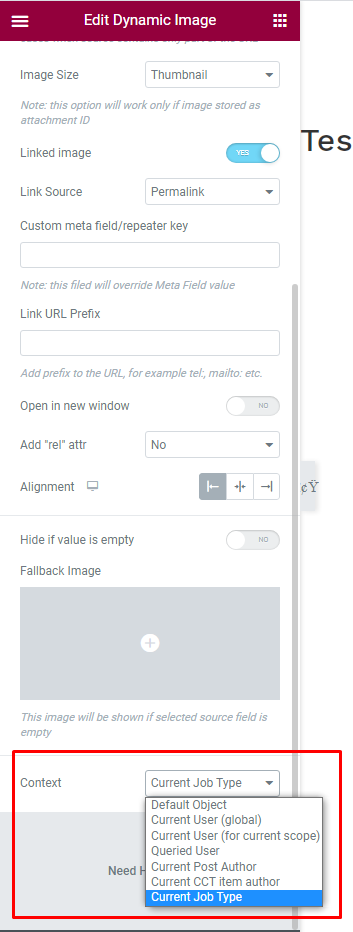 Edit Dynamic Image
Image Size
Thumbnail
Note: this option will work only if image stored as
attachment ID
Tes
Linked image
YES
Link Source
Permalink
Custom meta field/repeater key
Note: this filed will override Meta Field value
Link URL Prefix
Add prefix to the URL, for example tel:, mailto: etc.
Open in new window
NO
Add "rel" attr
No
Alignment
¢Ÿ
Hide if value is empty
NO
Fallback Image
This image will be shown if selected source field is
empty
Context
Current Job Type
Default Object
Current User (global)
Current User (for current scope)
Queried User
Current Post Author
Need H
Current CCT item author
Current Job Type